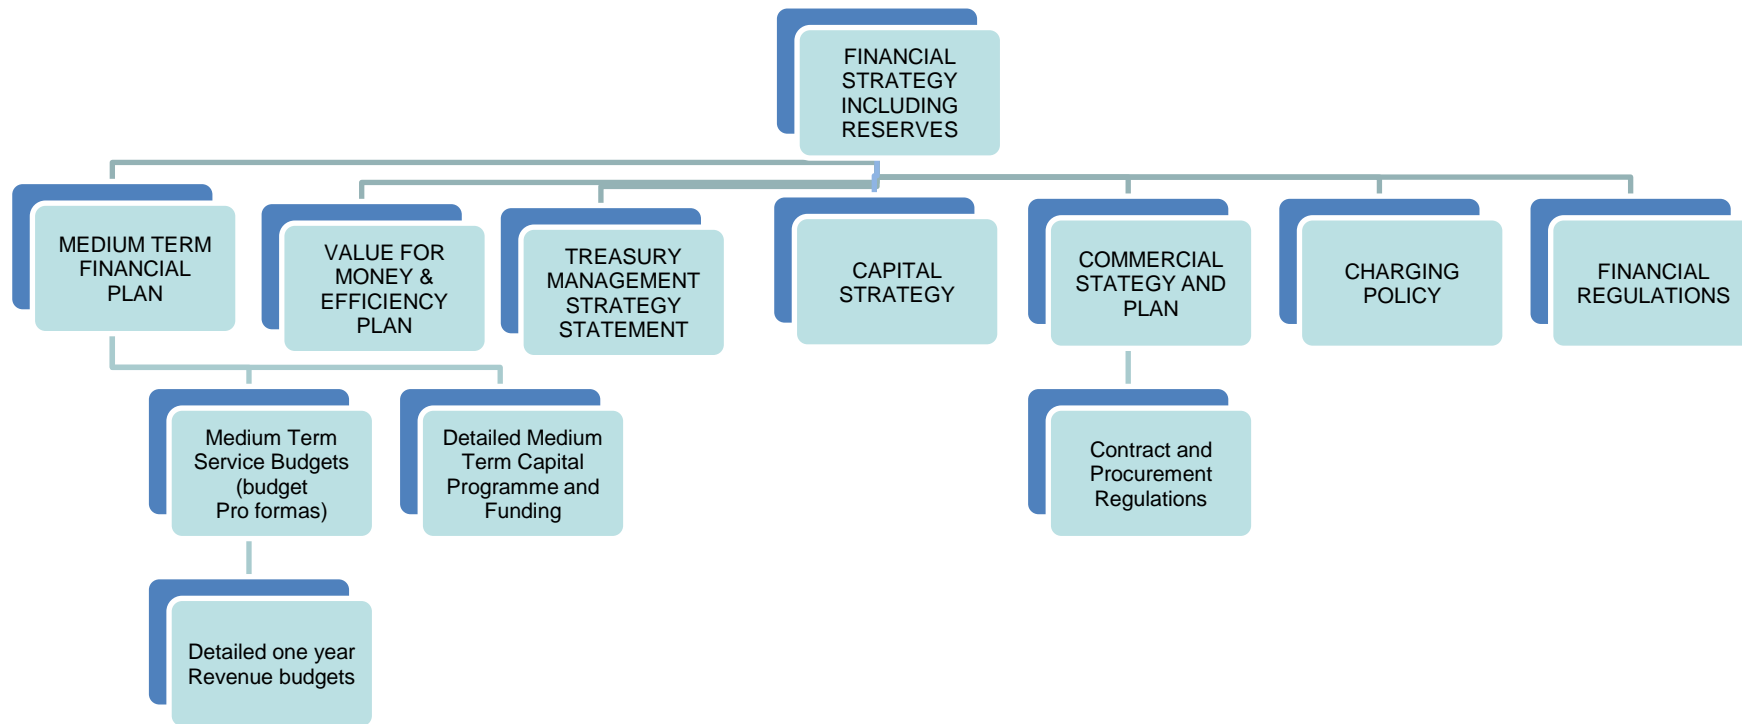 FINANCIAL
STRATEGY
INCLUDING
RESERVES
MEDIUM TERM
FINANCIAL
PLAN
VALUE FOR
MONEY &
EFFICIENCY
PLAN
TREASURY
MANAGEMENT
STRATEGY
STATEMENT
CAPITAL
STRATEGY
COMMERCIAL
STATEGY AND
PLAN
CHARGING
POLICY
FINANCIAL
REGULATIONS
Medium Term
Service Budgets
(budget
Pro formas)
Detailed Medium
Term Capital
Programme and
Funding
Contract and
Procurement
Regulations
Detailed one year
Revenue budgets